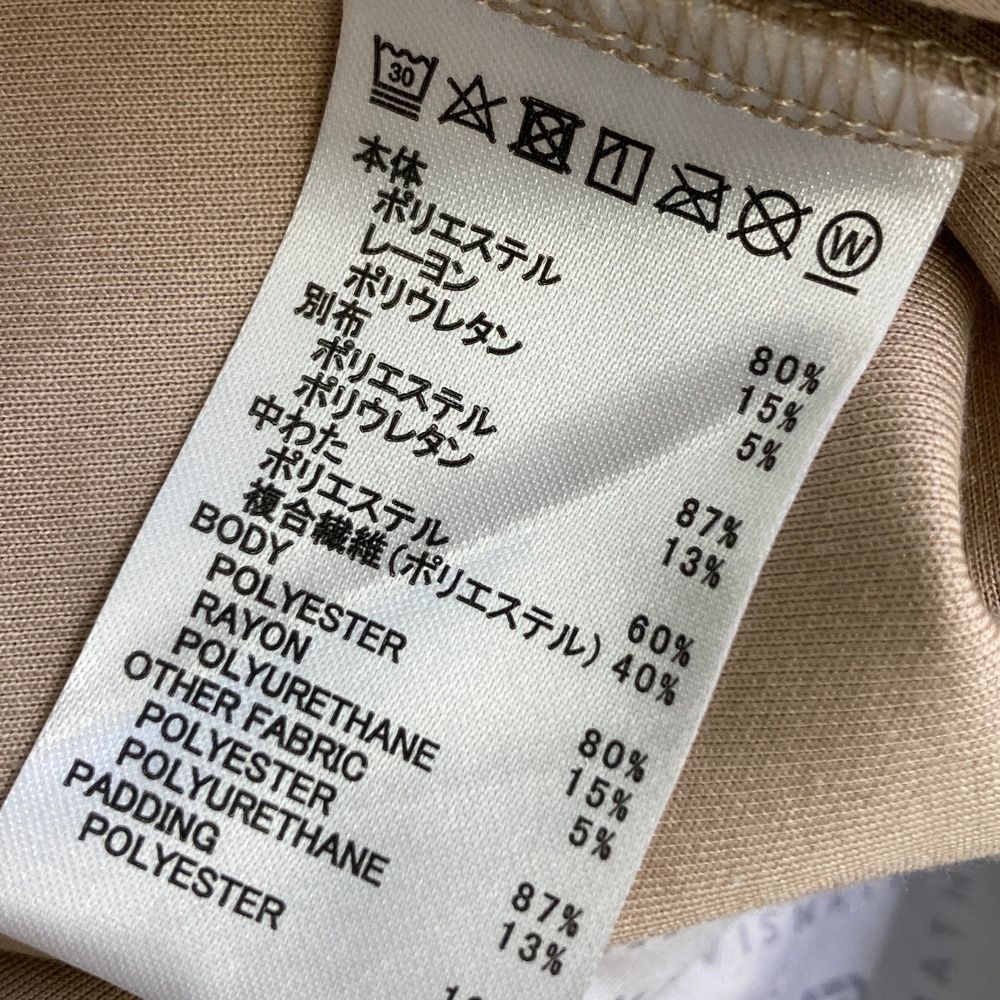 30
W
本体
ポリエステル 80%
レーヨン 15%
ポリウレタン 5%
別布
ポリエステル 87%
ポリウレタン 13%
中わた
ポリエステル 60%
複合繊維(ポリエステル) 40%
BODY
POLYESTER 80%
RAYON 15%
POLYURETHANE 5%
OTHER FABRIC
POLYESTER 87%
POLYURETHANE 13%
PADDING
POLYESTER